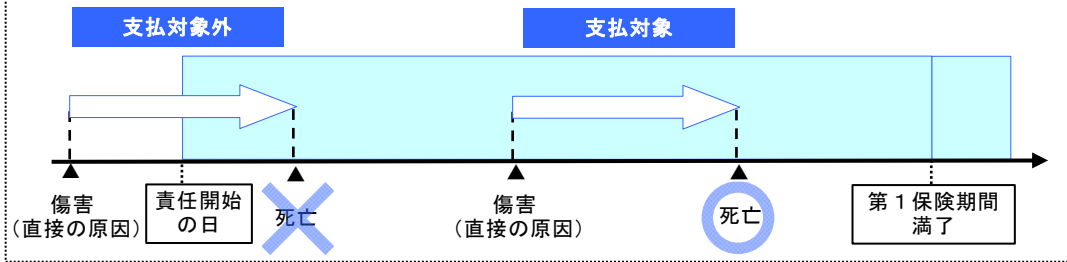 支払対象外
支払対象
傷害
（直接の原因）
責任開始
の日
死亡
傷害
（直接の原因）
死亡
第１保険期間
満了